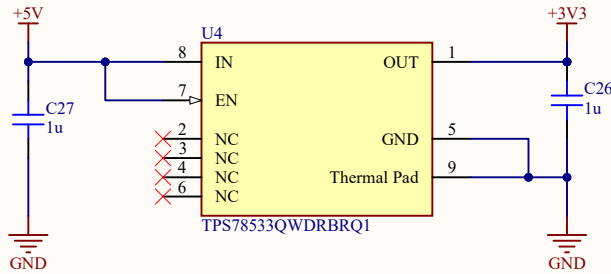 +5V
+3V3
U4
8 IN
OUT 1
7 EN
C27
1u
C26
1u
2 NC
GND 5
3 NC
4 NC
Thermal Pad 9
6 NC
TPS78533QWDRBRQ1
GND
GND